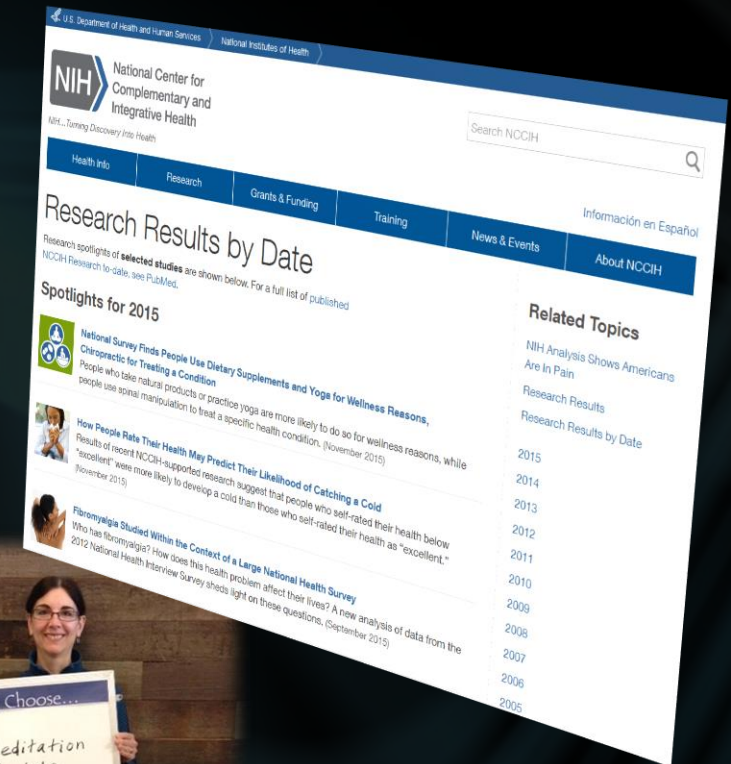 U.S. Department of Health and Human Services
National Institutes of Health
NIH
National Center for
Complementary and
Integrative Health
NIH...Turning Discovery Into Health
Search NCCIH
Información en Español
Health Info
Research
Grants & Funding
Training
News & Events
About NCCIH
Research Results by Date
Research spotlights of selected studies are shown below. For a full list of published
NCCIH Research to-date, see PubMed.
Spotlights for 2015
National Survey Finds People Use Dietary Supplements and Yoga for Wellness Reasons,
Chiropractic for Treating a Condition
People who take natural products or practice yoga are more likely to do so for wellness reasons, while
people use spinal manipulation to treat a specific health condition. (November 2015)
How People Rate Their Health May Predict Their Likelihood of Catching a Cold
Results of recent NCCIH-supported research suggest that people who self-rated their health below
"excellent" were more likely to develop a cold than those who self-rated their health as "excellent."
(November 2015)
Fibromyalgia Studied Within the Context of a Large National Health Survey
Who has fibromyalgia? How does this health problem affect their lives? A new analysis of data from the
2012 National Health Interview Survey sheds light on these questions. (September 2015)
Related Topics
NIH Analysis Shows Americans
Are In Pain
Research Results
Research Results by Date
2015
2014
2013
2012
2011
2010
2009
2008
2007
2006
2005
Choose...
editation